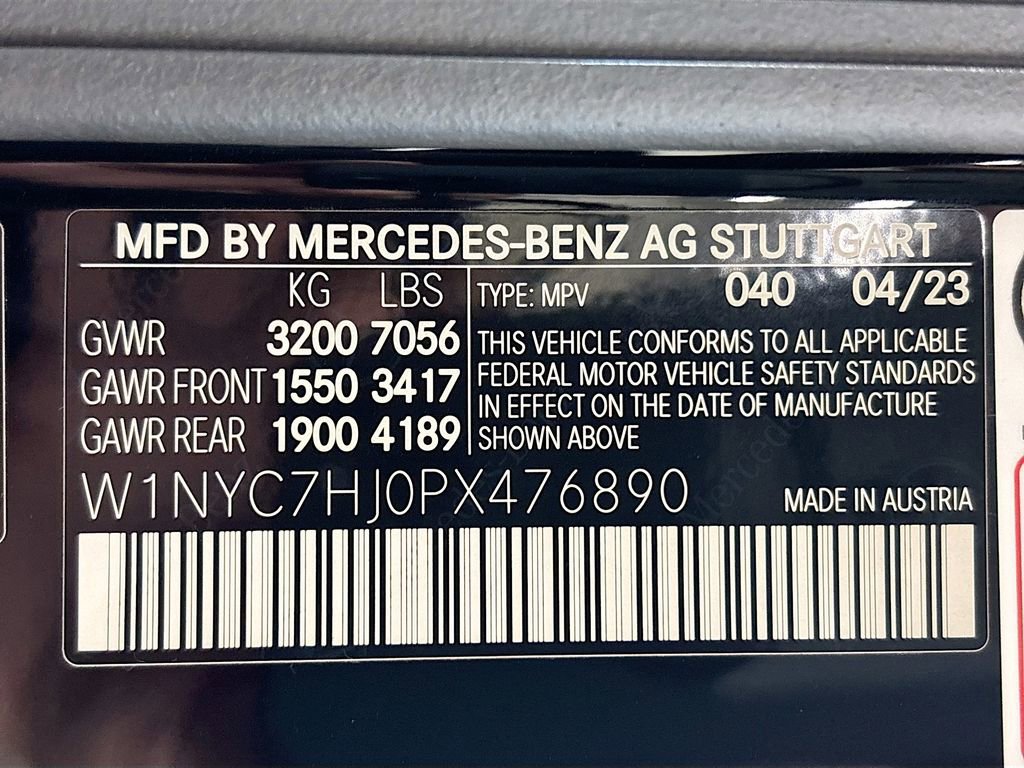 MFD BY MERCEDES-BENZ AG STUTTGART
KG LBS
GVWR 3200 7056
GAWR FRONT 1550 3417
GAWR REAR 1900 4189
TYPE: MPV 040 04/23
THIS VEHICLE CONFORMS TO ALL APPLICABLE
FEDERAL MOTOR VEHICLE SAFETY STANDARDS
IN EFFECT ON THE DATE OF MANUFACTURE
SHOWN ABOVE
W1NYC7HJ0PX476890
MADE IN AUSTRIA